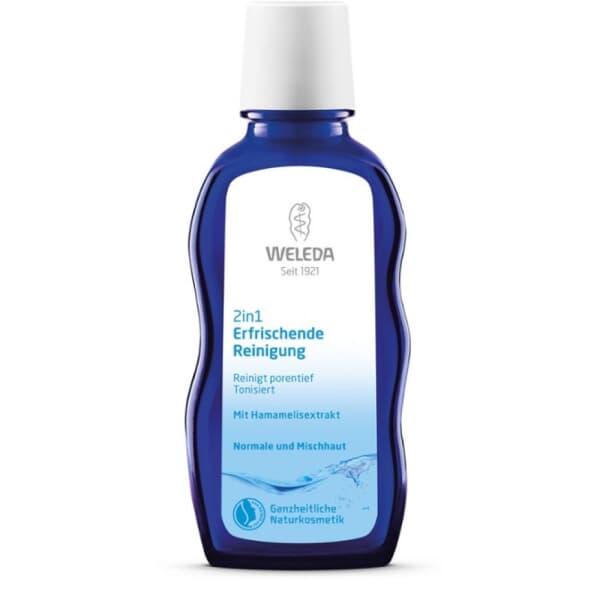 WELEDA
Seit 1921
2in1
Erfrischende
Reinigung
Reinigt porentief
Tonisiert
Mit Hamamelisextrakt
Normale und Mischhaut
Ganzheitliche
Naturkosmetik